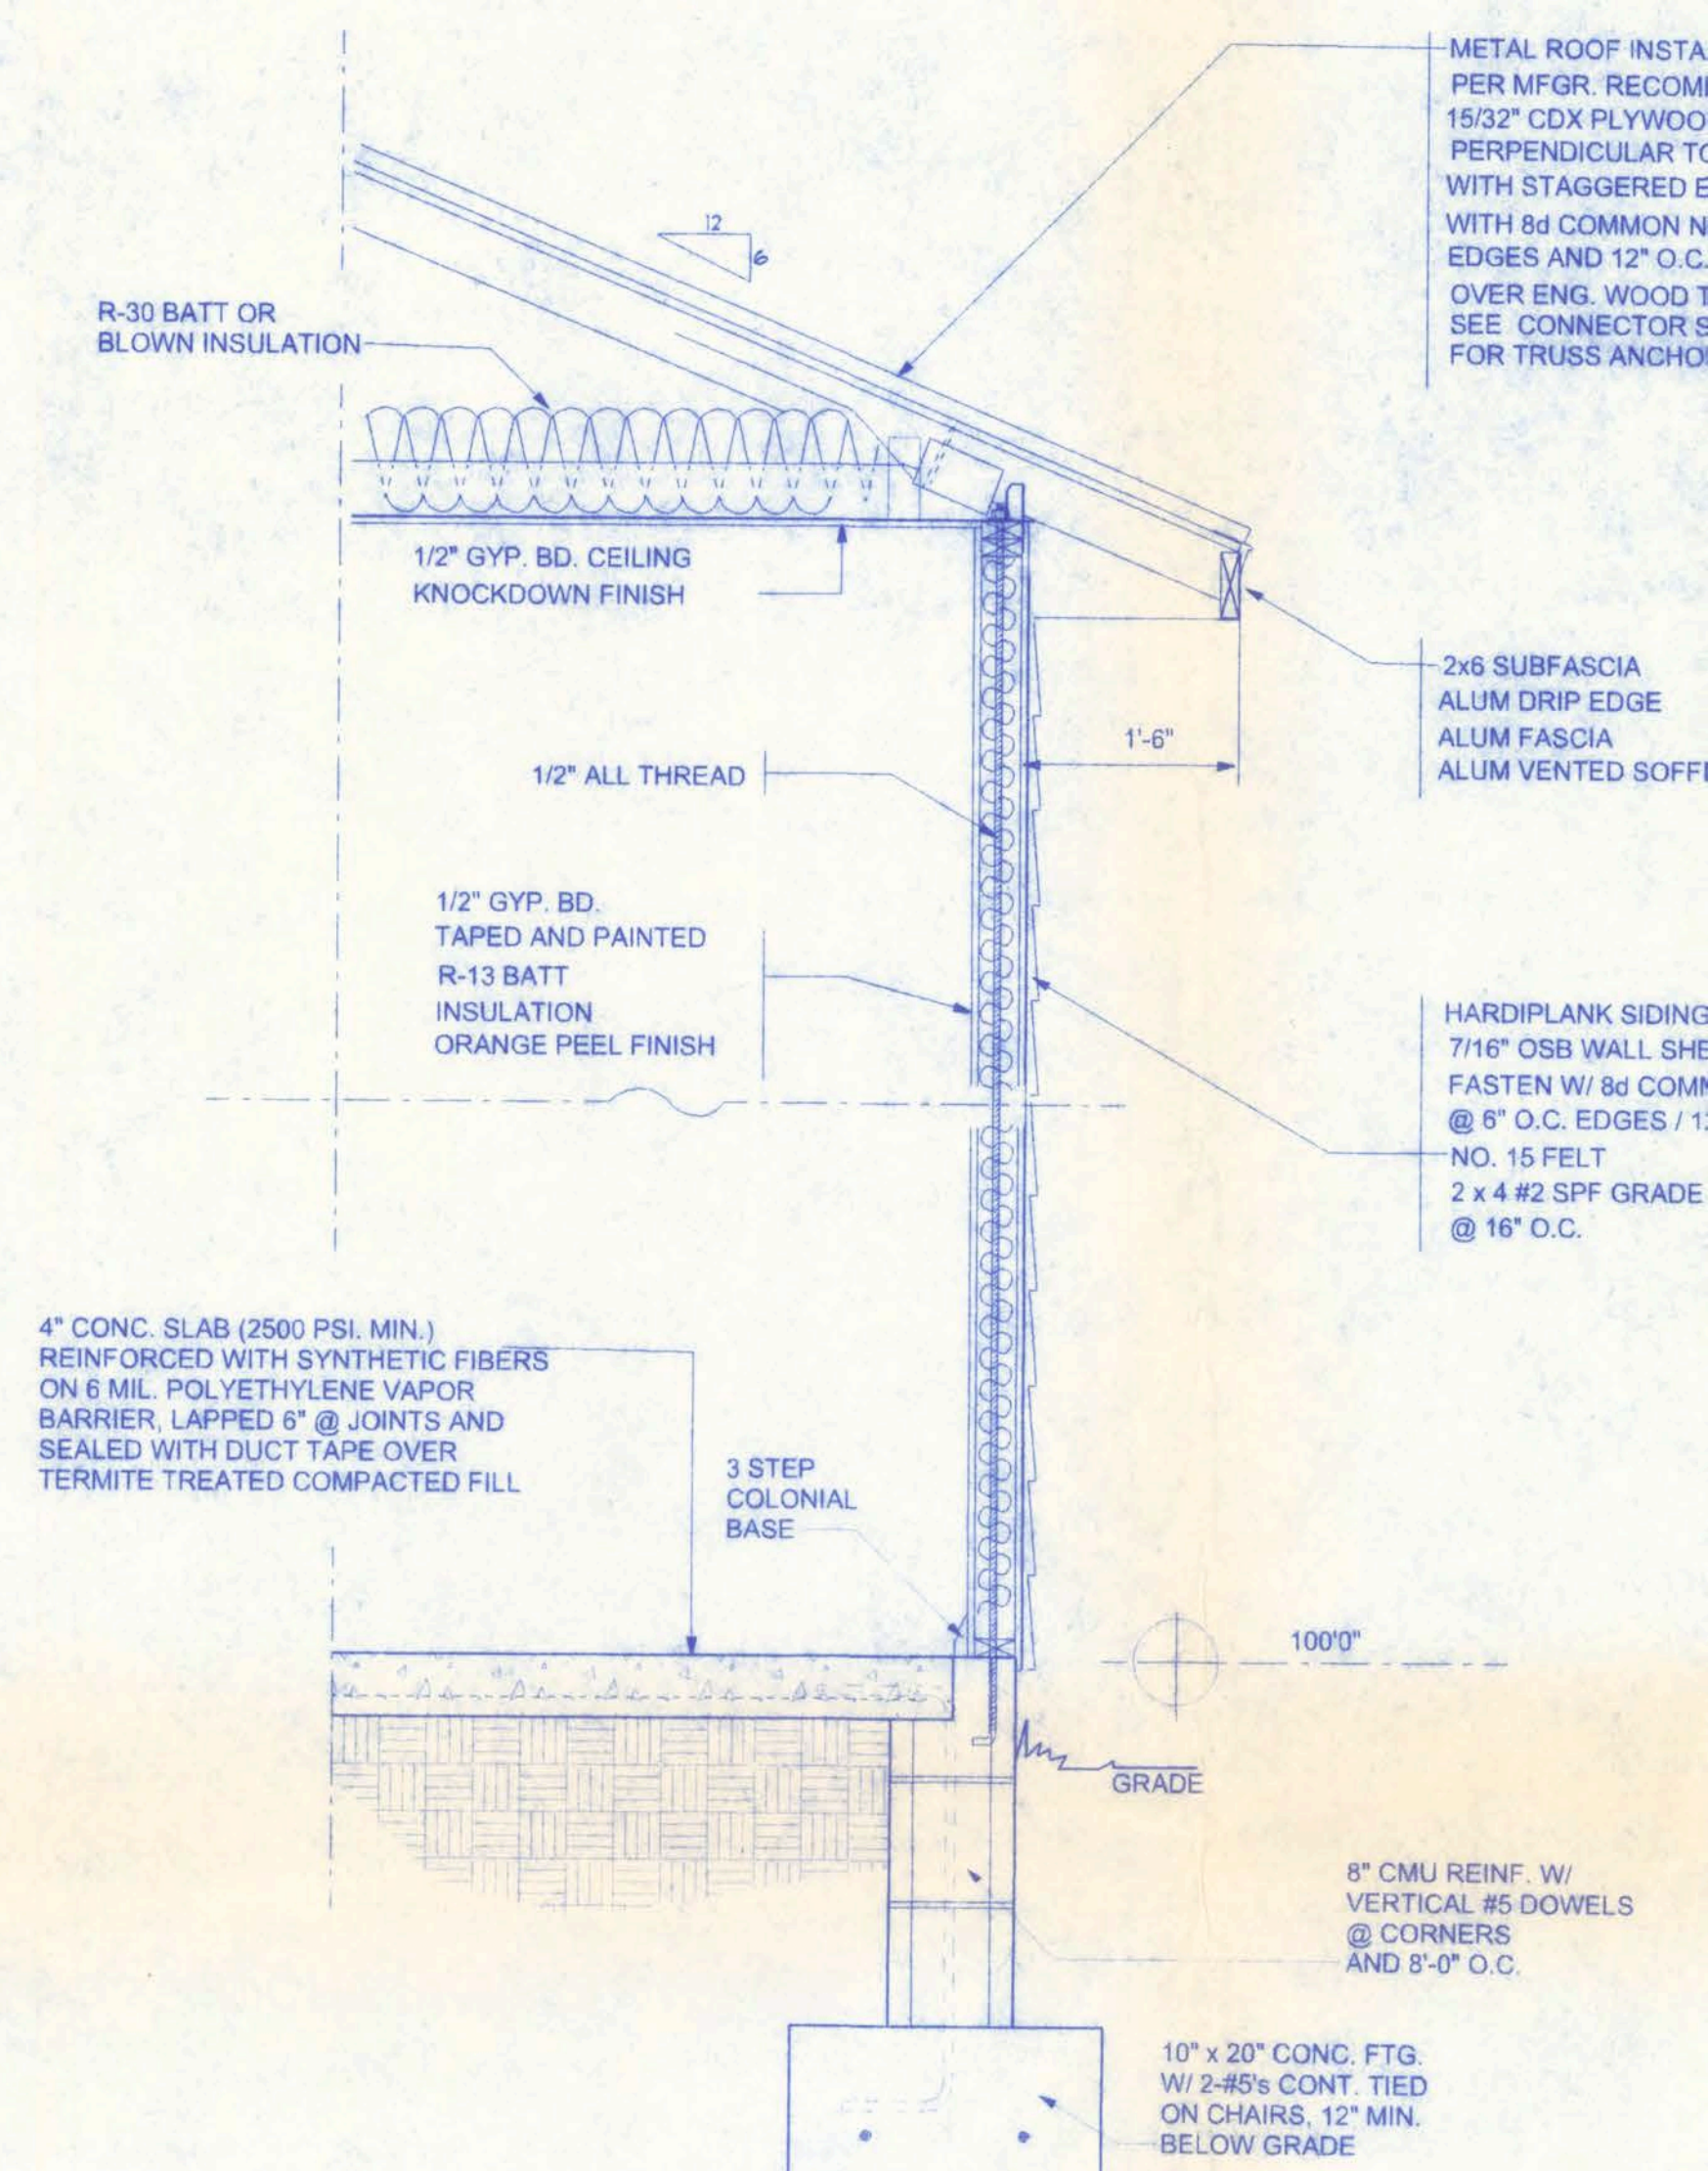 METAL ROOF INSTA
PER MFGR. RECOM
15/32" CDX PLYWOO
PERPENDICULAR TO
WITH STAGGERED E
WITH 8d COMMON N
EDGES AND 12" O.C.
OVER ENG. WOOD T
SEE CONNECTOR S
FOR TRUSS ANCHO
12
6
R-30 BATT OR
BLOWN INSULATION
1/2" GYP. BD. CEILING
KNOCKDOWN FINISH
2x6 SUBFASCIA
ALUM DRIP EDGE
ALUM FASCIA
ALUM VENTED SOFFI
1'-6"
1/2" ALL THREAD
1/2" GYP. BD.
TAPED AND PAINTED
R-13 BATT
INSULATION
ORANGE PEEL FINISH
HARDIPLANK SIDING
7/16" OSB WALL SHE
FASTEN W/ 8d COMM
@ 6" O.C. EDGES / 12
NO. 15 FELT
2 x 4 #2 SPF GRADE
@ 16" O.C.
4" CONC. SLAB (2500 PSI. MIN.)
REINFORCED WITH SYNTHETIC FIBERS
ON 6 MIL. POLYETHYLENE VAPOR
BARRIER, LAPPED 6" @ JOINTS AND
SEALED WITH DUCT TAPE OVER
TERMITE TREATED COMPACTED FILL
3 STEP
COLONIAL
BASE
100'0"
GRADE
8" CMU REINF. W/
VERTICAL #5 DOWELS
@ CORNERS
AND 8'-0" O.C.
10" x 20" CONC. FTG.
W/ 2-#5's CONT. TIED
ON CHAIRS, 12" MIN.
BELOW GRADE